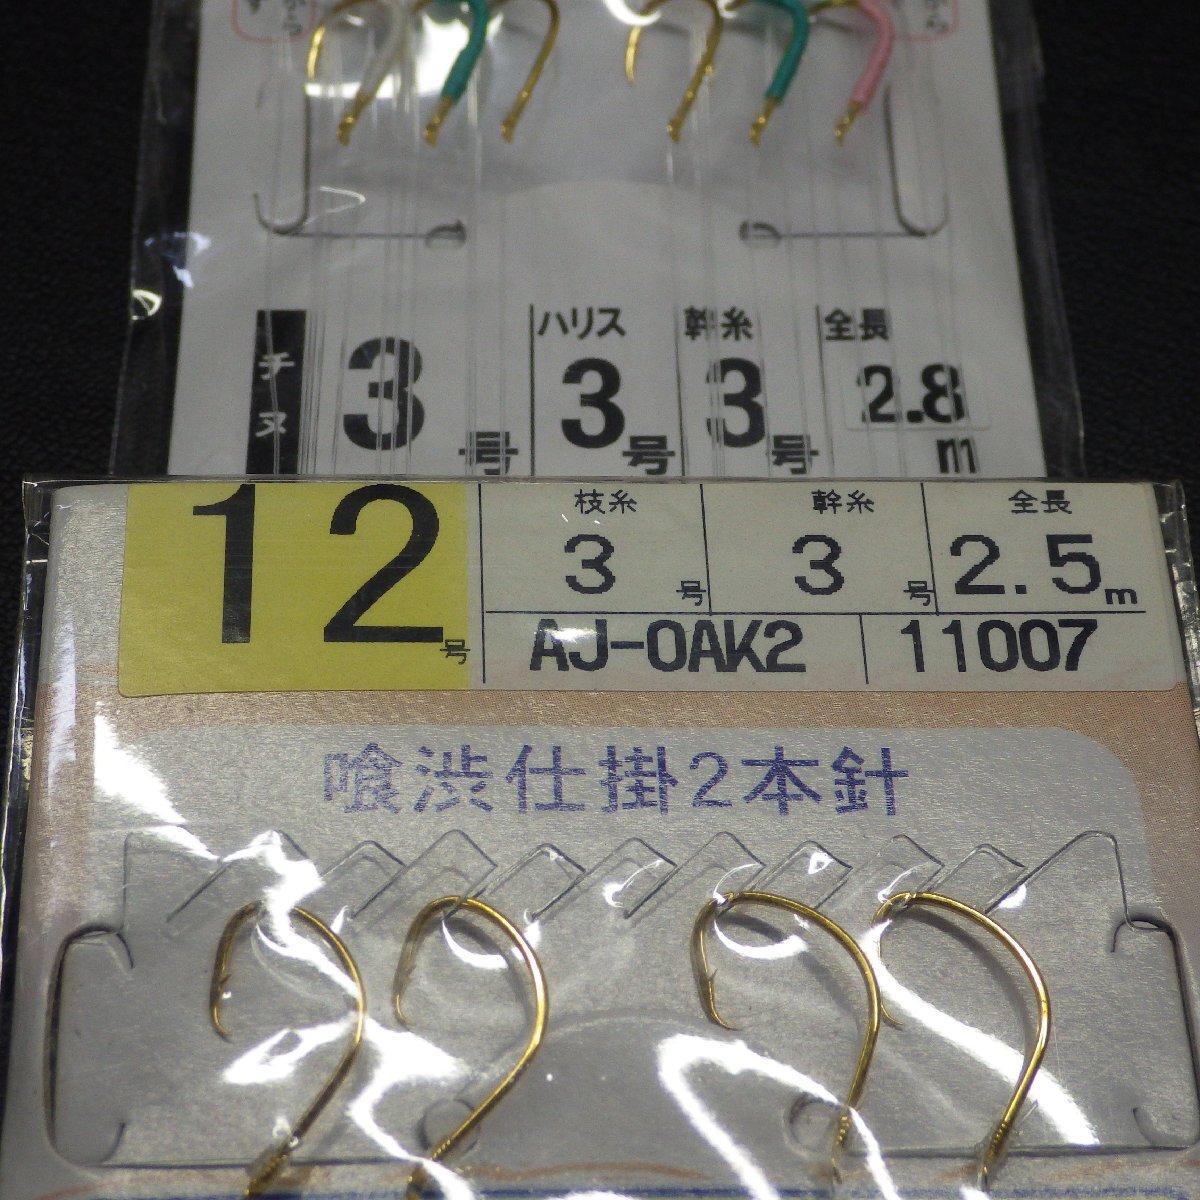 チヌ 3号 ハリス 3号 幹糸 3号 全長 2.8m
12号 枝糸 3号 幹糸 3号 全長 2.5m
AJ-OAK2 11007
喰渋仕掛2本針